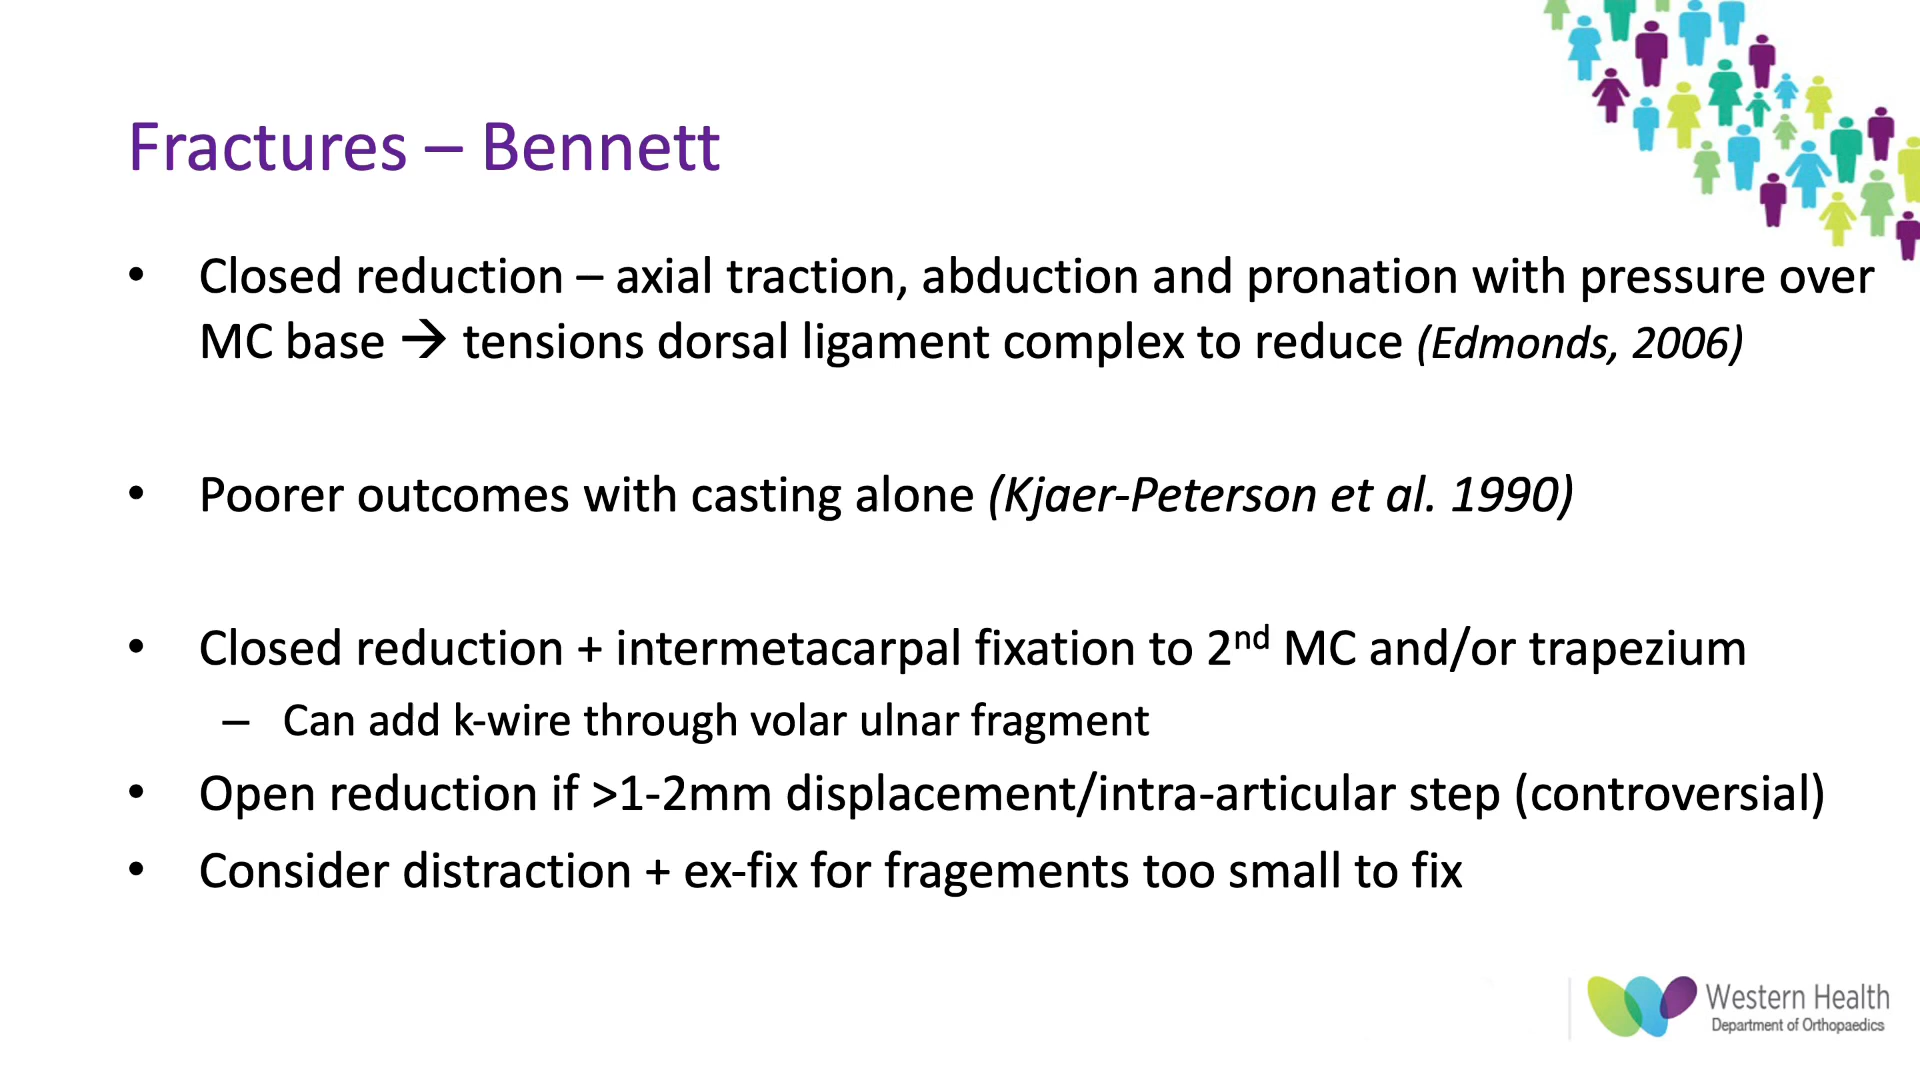 Fractures – Bennett
• Closed reduction – axial traction, abduction and pronation with pressure over
MC base → tensions dorsal ligament complex to reduce (Edmonds, 2006)
• Poorer outcomes with casting alone (Kjaer-Peterson et al. 1990)
• Closed reduction + intermetacarpal fixation to 2nd MC and/or trapezium
– Can add k-wire through volar ulnar fragment
• Open reduction if >1-2mm displacement/intra-articular step (controversial)
• Consider distraction + ex-fix for fragements too small to fix
Western Health
Department of Orthopaedics